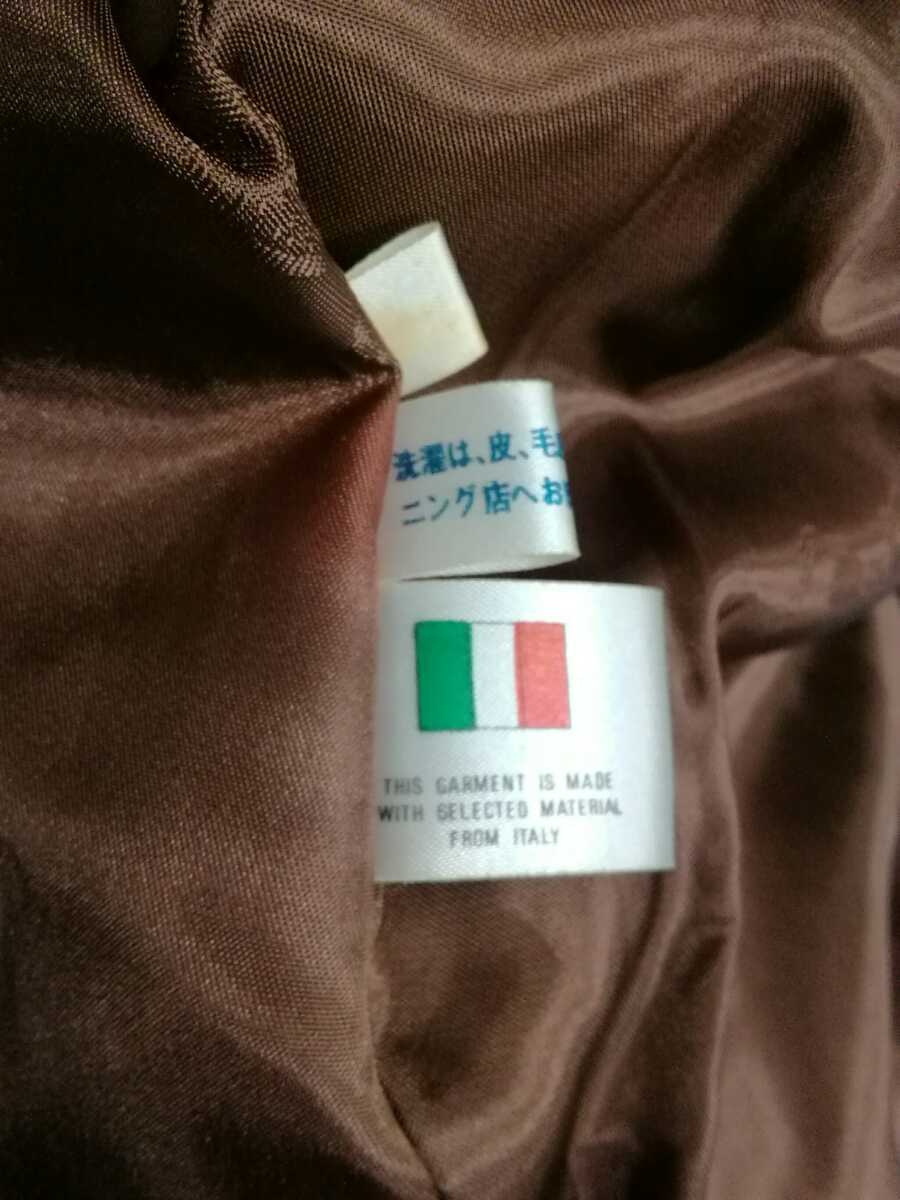 洗濯は、皮、毛
ニング店へお
THIS GARMENT IS MADE
WITH SELECTED MATERIAL
FROM ITALY